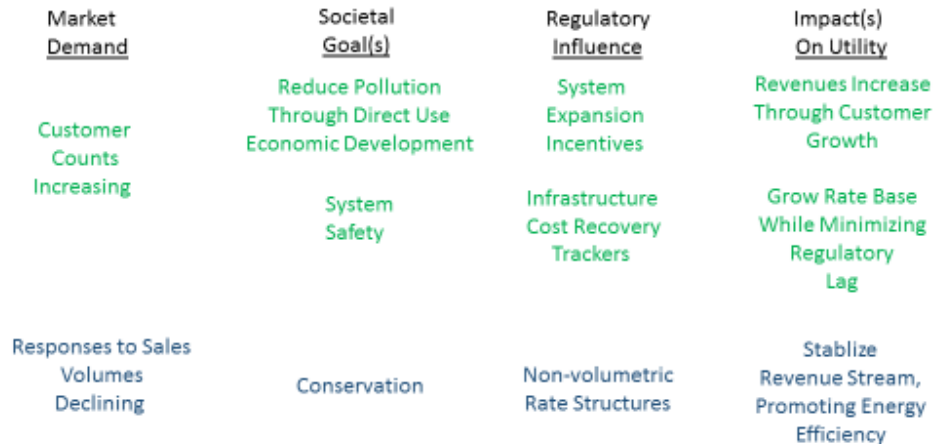 Market
Demand
Societal
Goal(s)
Regulatory
Influence
Impact(s)
On Utility
Customer
Counts
Increasing
Reduce Pollution
Through Direct Use
Economic Development
System
Expansion
Incentives
Revenues Increase
Through Customer
Growth
System
Safety
Infrastructure
Cost Recovery
Trackers
Grow Rate Base
While Minimizing
Regulatory
Lag
Responses to Sales
Volumes
Declining
Conservation
Non-volumetric
Rate Structures
Stablize
Revenue Stream,
Promoting Energy
Efficiency